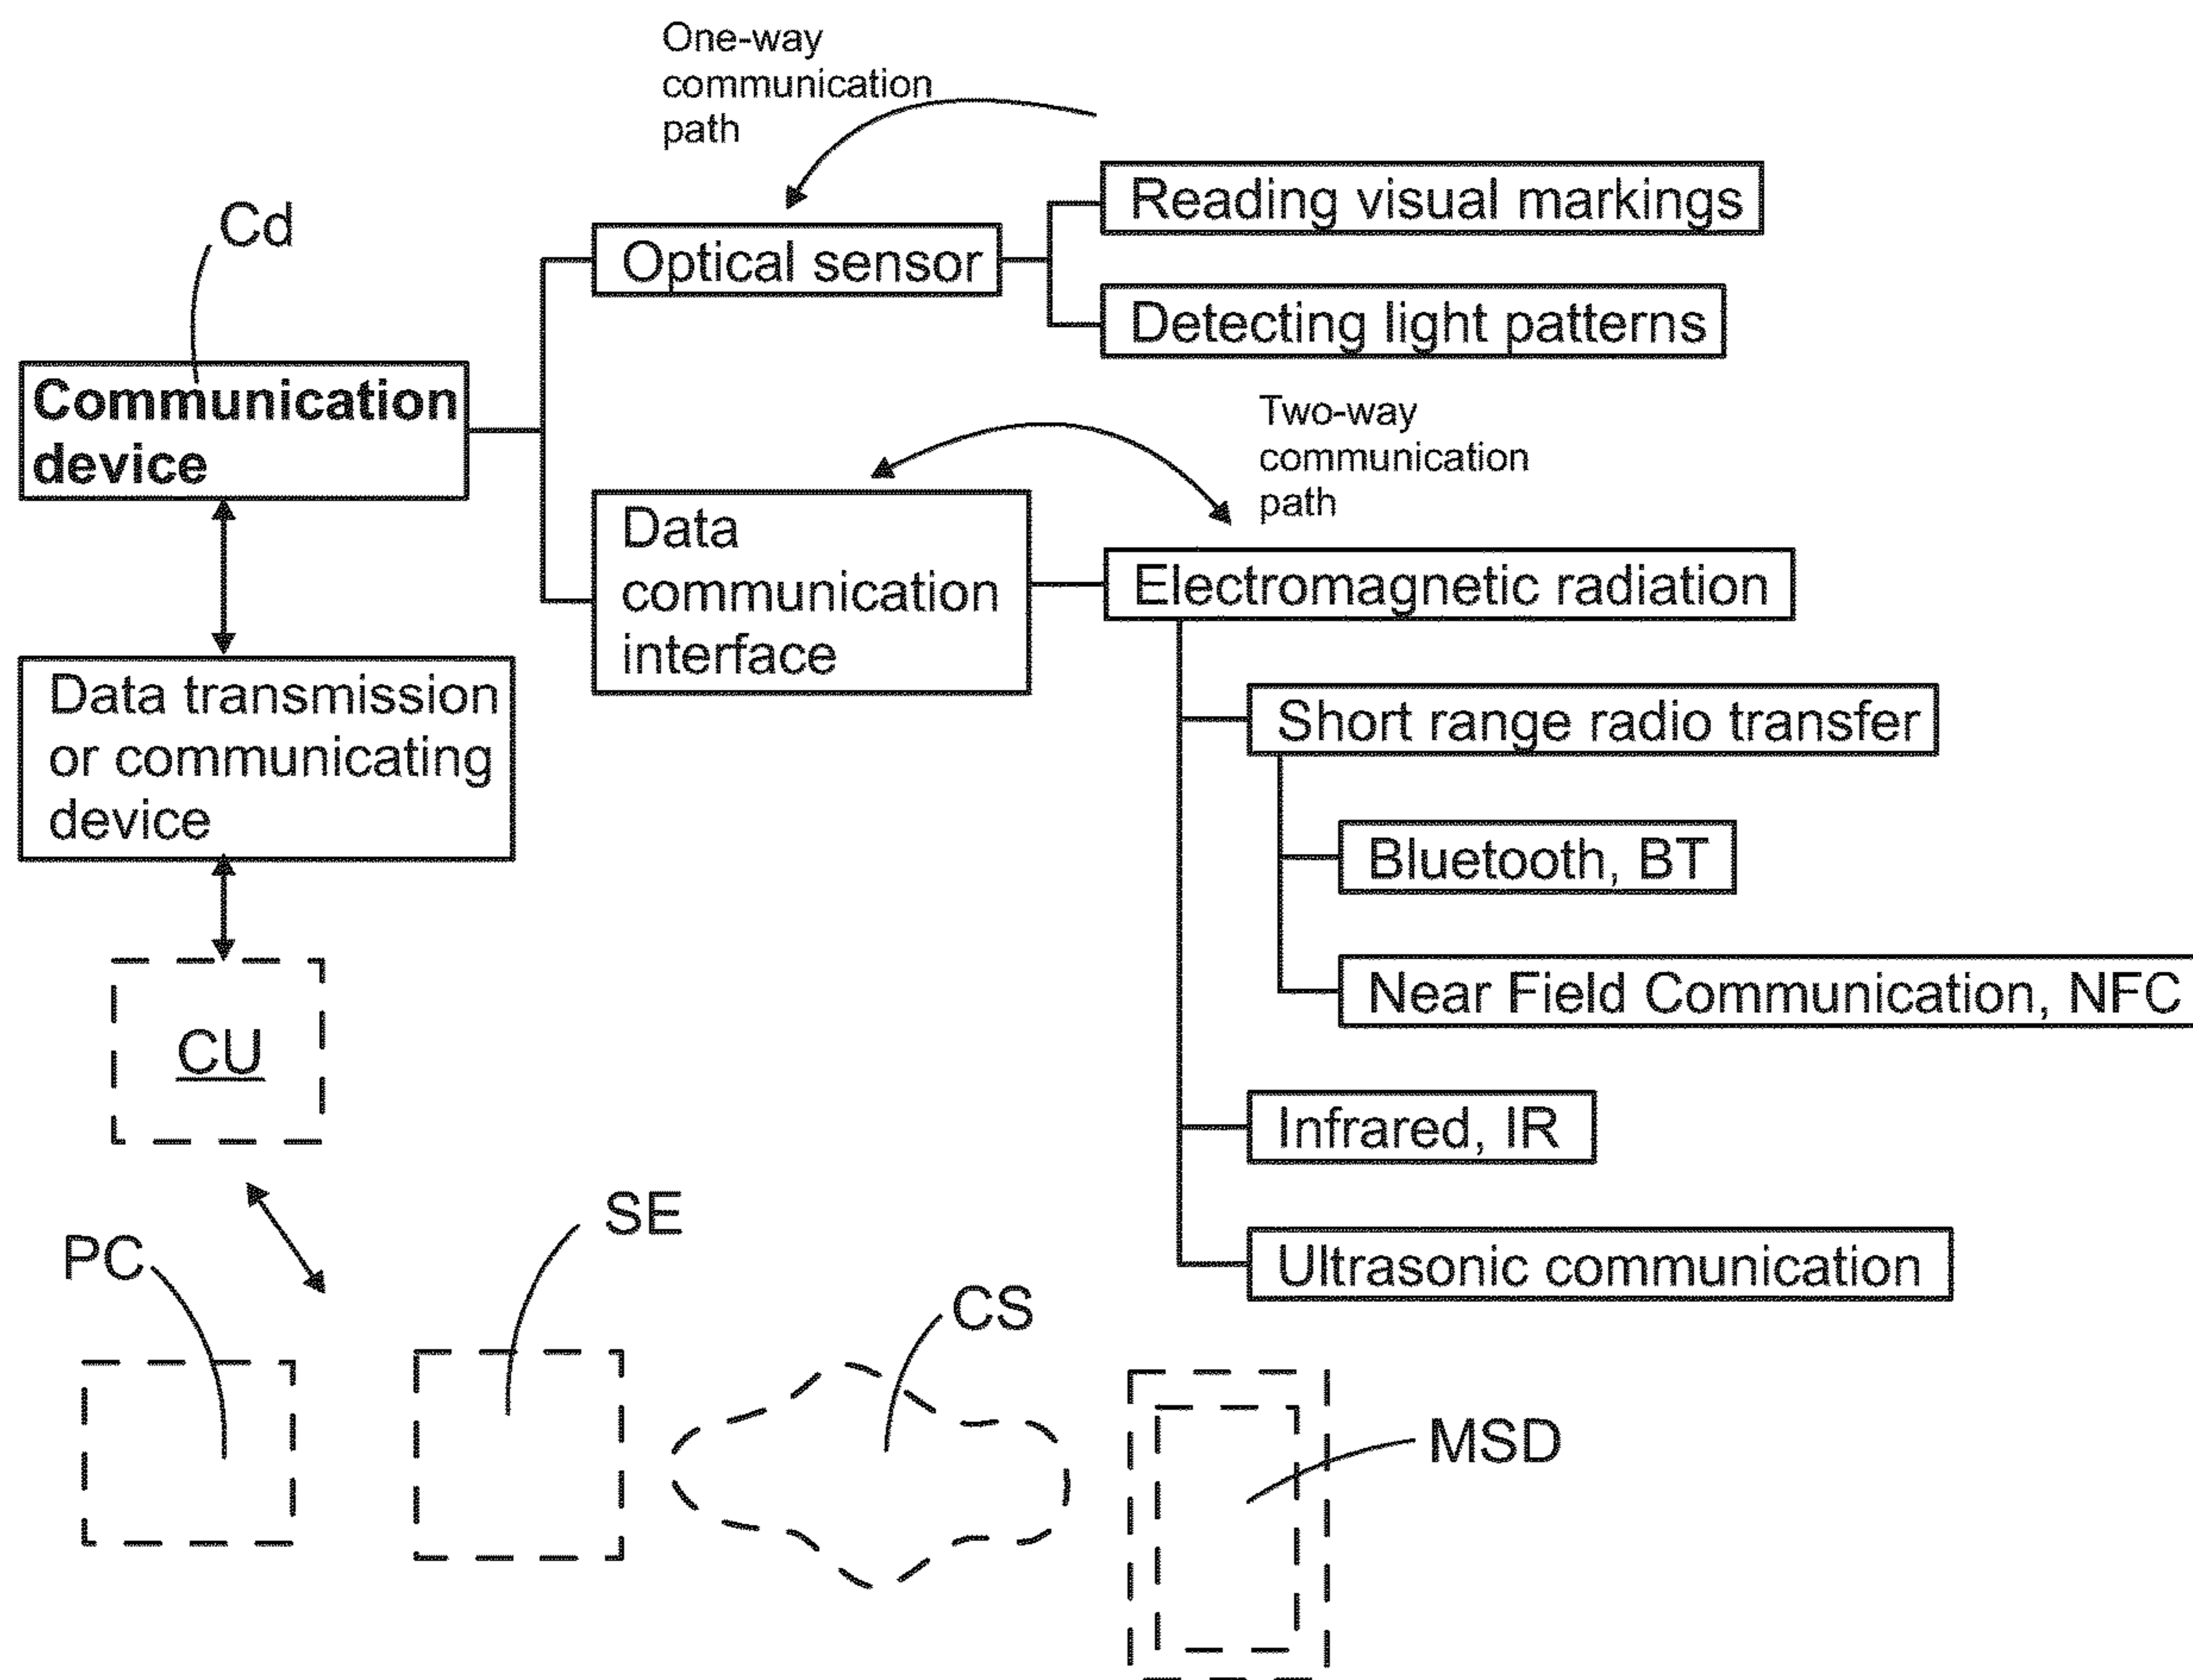 One-way
communication
path
Cd
Reading visual markings
Optical sensor
Detecting light patterns
Communication
device
Two-way
communication
path
Data
communication
interface
Electromagnetic radiation
Data transmission
or communicating
device
Short range radio transfer
Bluetooth, BT
Near Field Communication, NFC
CU
Infrared, IR
Ultrasonic communication
PC
SE
CS
MSD